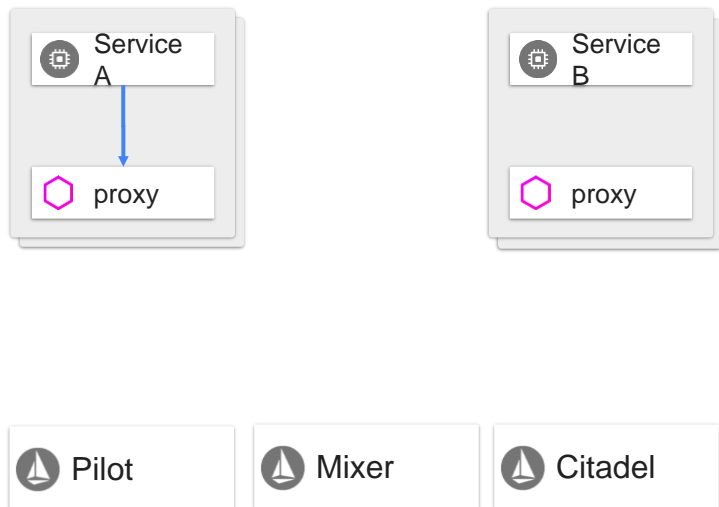 Service
A
Service
B
proxy
proxy
Pilot
Mixer
Citadel